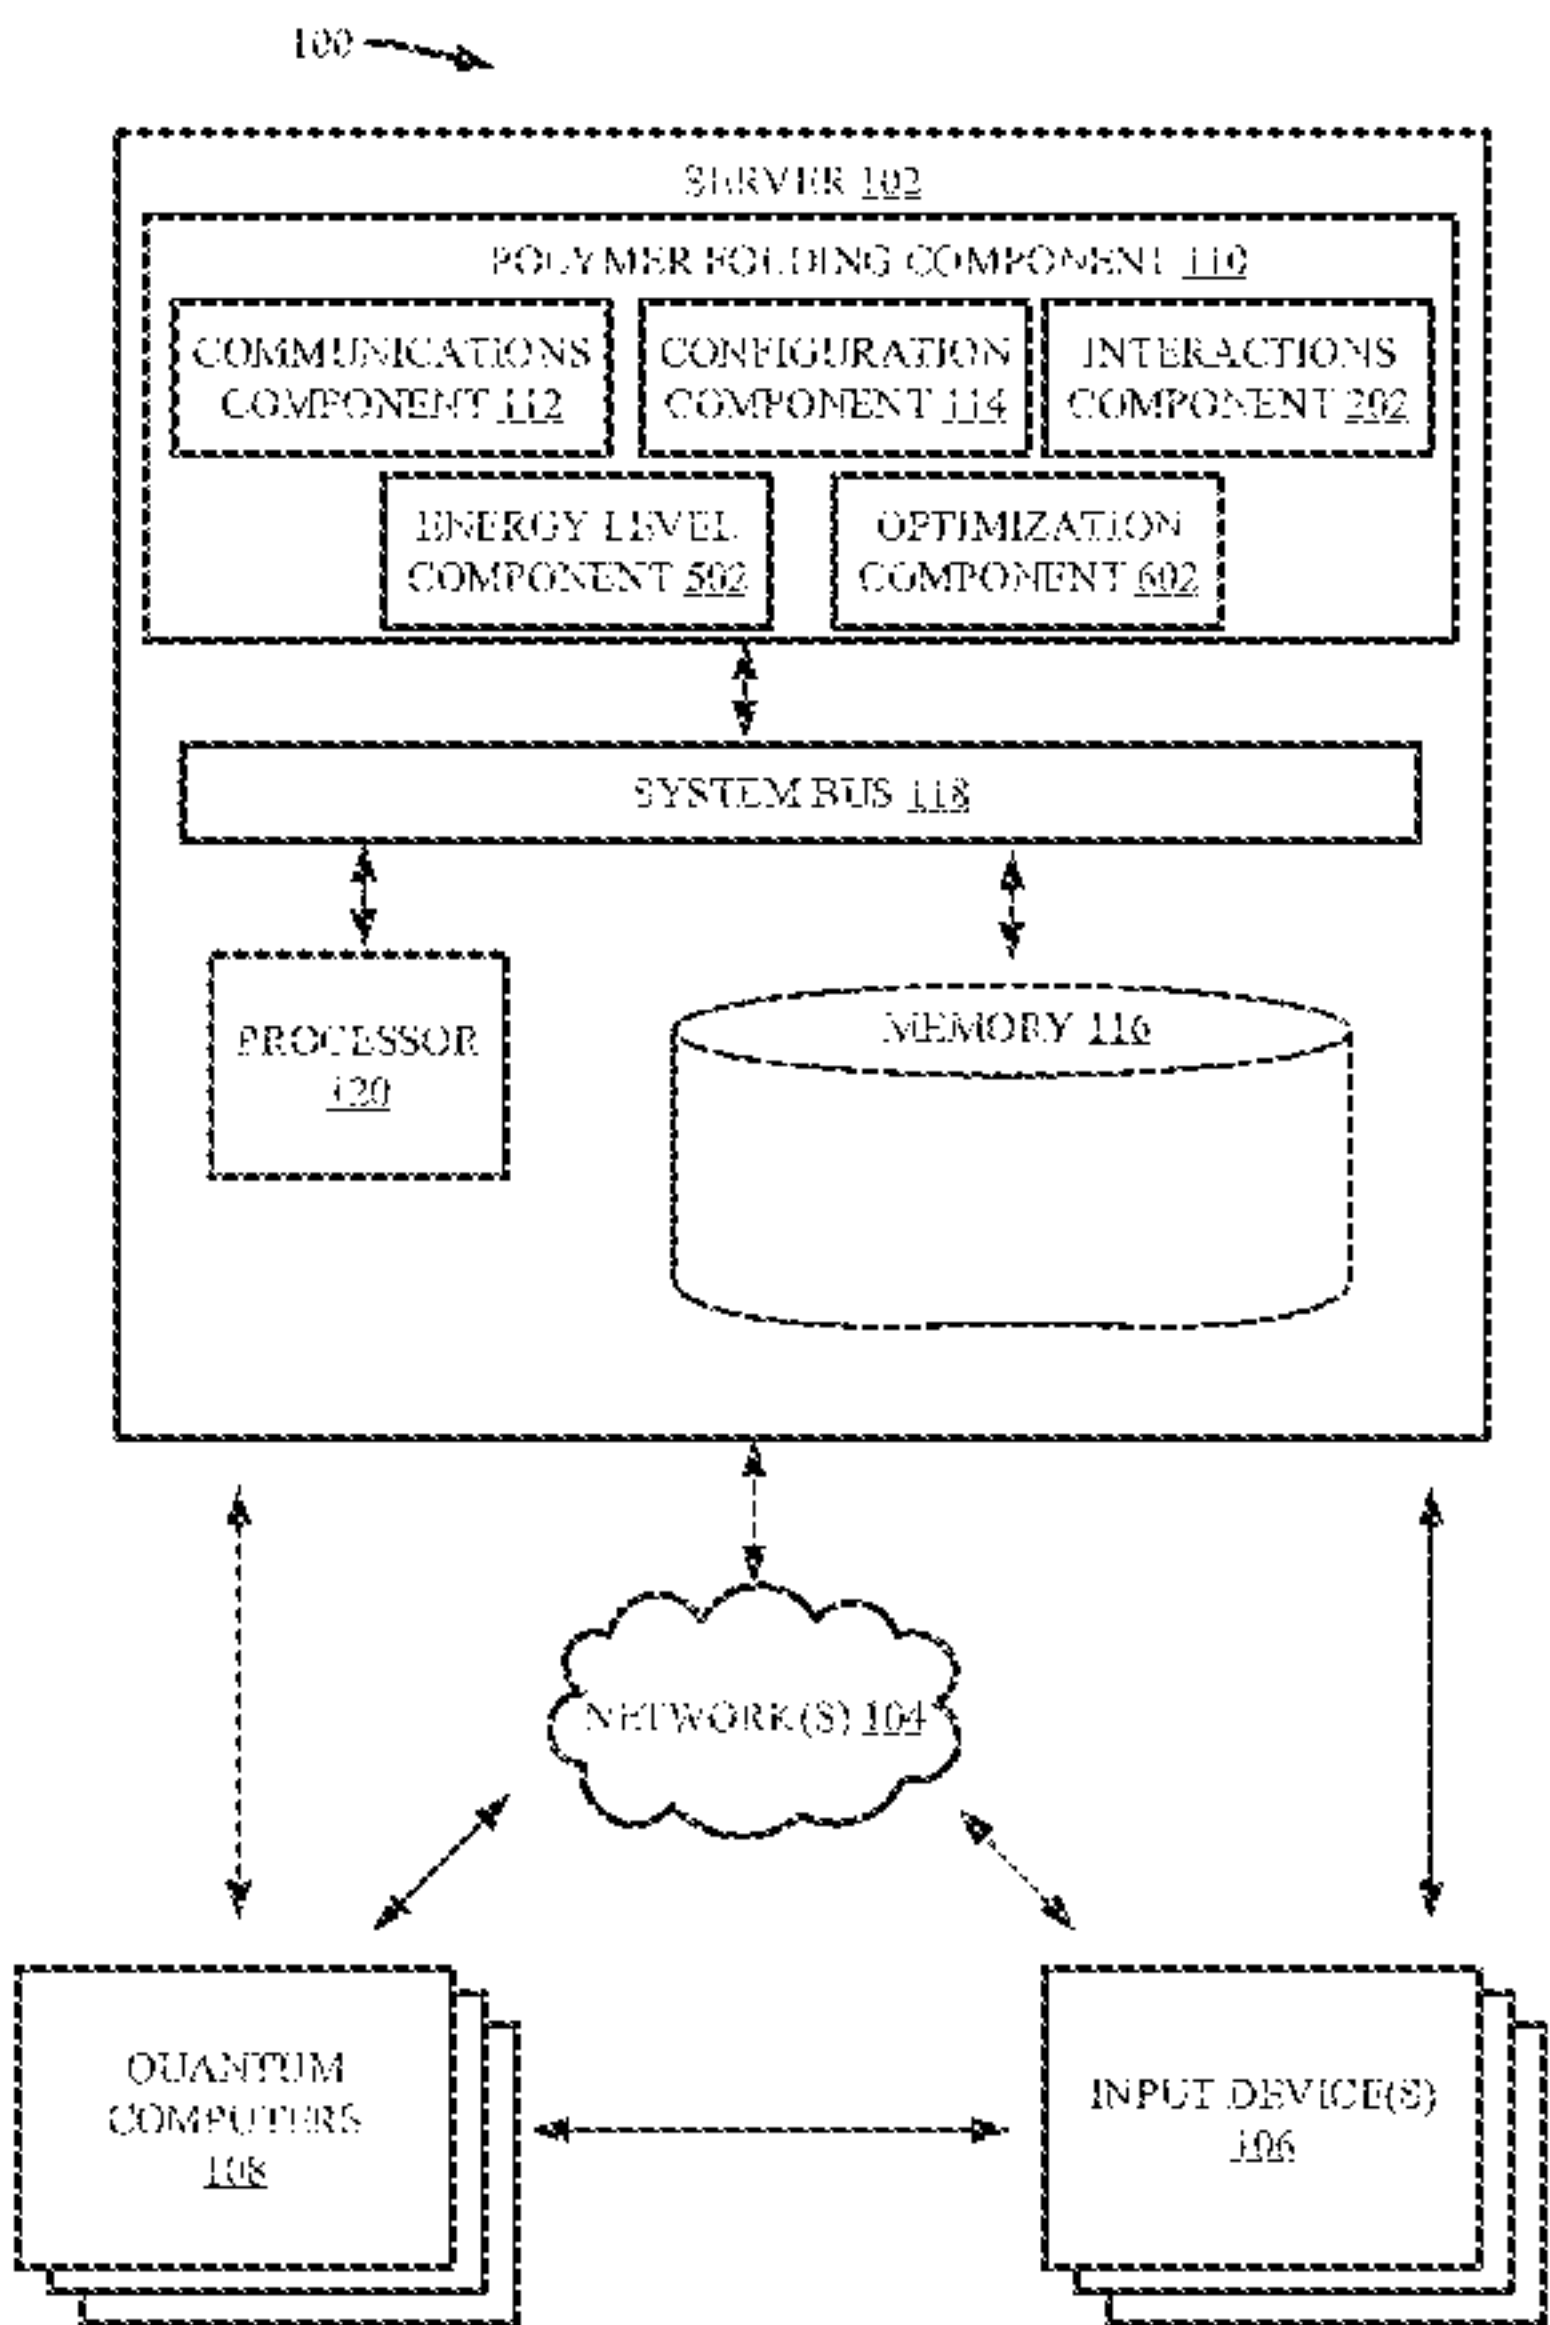 100
SERVER 102
POLYMER FOLDING COMPONENT 110
COMMUNICATIONS
COMPONENT 112
CONFIGURATION
COMPONENT 114
INTERACTIONS
COMPONENT 202
ENERGY LEVEL
COMPONENT 502
OPTIMIZATION
COMPONENT 602
SYSTEM BUS 118
PROCESSOR
120
MEMORY 116
NETWORK(S) 104
QUANTUM
COMPUTERS
108
INPUT DEVICE(S)
106